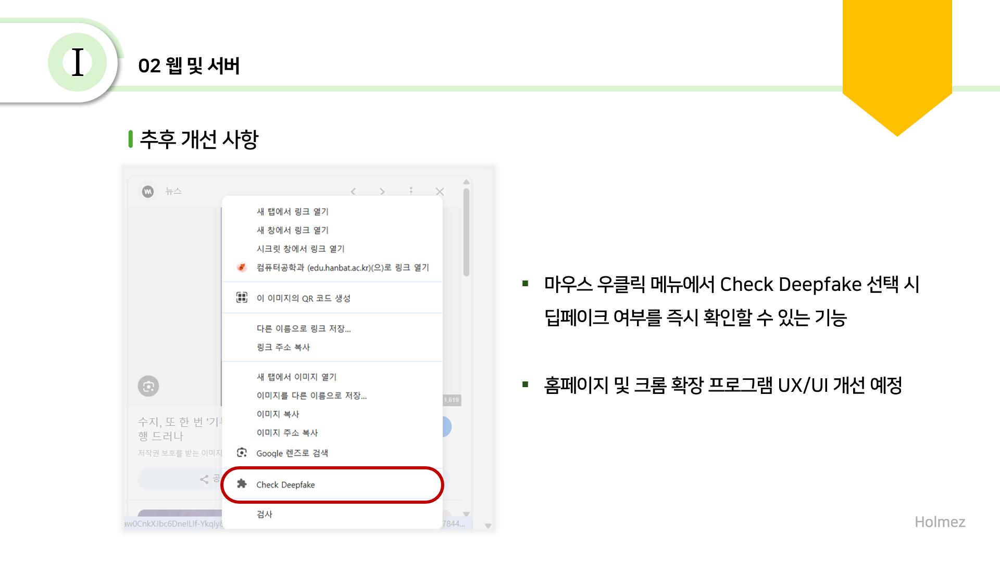 I
02 웹 및 서버
추후 개선 사항
뉴스
새 탭에서 링크 열기
새 창에서 링크 열기
시크릿 창에서 링크 열기
컴퓨터공학과 (edu.hanbat.ac.kr)(으)로 링크 열기
이 이미지의 QR 코드 생성
다른 이름으로 링크 저장...
링크 주소 복사
새 탭에서 이미지 열기
이미지를 다른 이름으로 저장...
이미지 복사
이미지 주소 복사
Google 렌즈로 검색
Check Deepfake
검사
1,619
수지, 또 한 번
행 드러나
저작권 보호를 받는 이미지
공
7844...
마우스 우클릭 메뉴에서 Check Deepfake 선택 시
딥페이크 여부를 즉시 확인할 수 있는 기능
홈페이지 및 크롬 확장 프로그램 UX/UI 개선 예정
Holmez